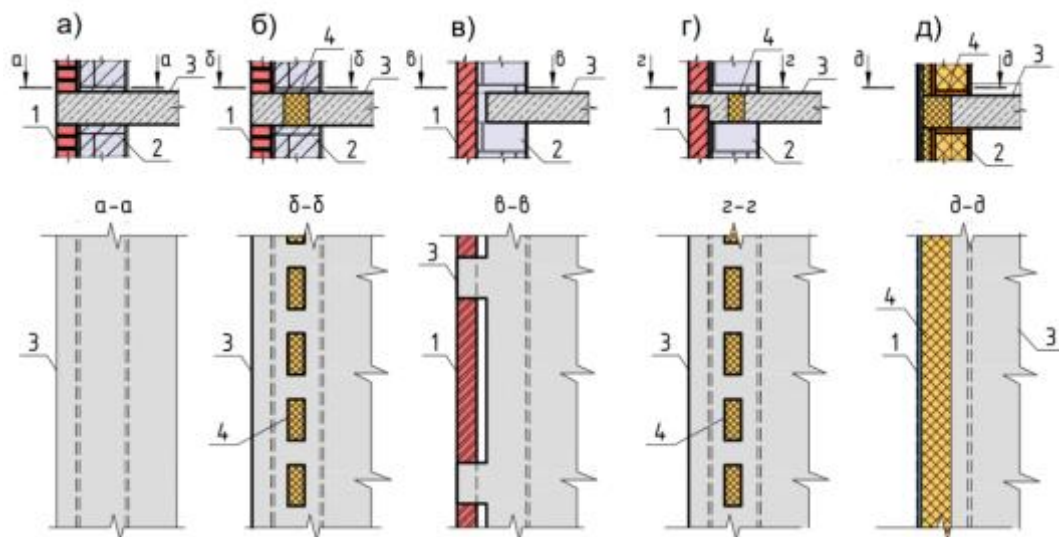 а) б) в) г) д)
4 4 4
а а 3 δ δ 3 в в 3 г г 3 д д 3
1 2 1 2 1 2 1 2 2
а-а δ-δ в-в г-г д-д
3 4
3 3 1 3 1 3
4 4